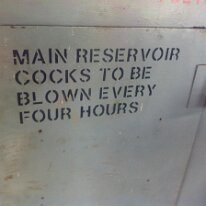 MAIN RESERVOIR
COCKS TO BE
BLOWN EVERY
FOUR HOURS